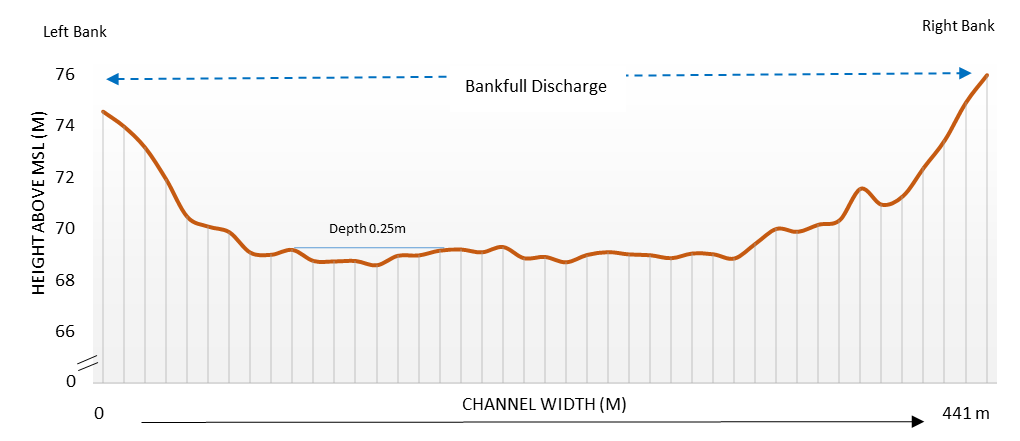 Left Bank
Right Bank
76
Bankfull Discharge
74
72
70
Depth 0.25m
68
66
0
HEIGHT ABOVE MSL (M)
CHANNEL WIDTH (M)
0
441 m